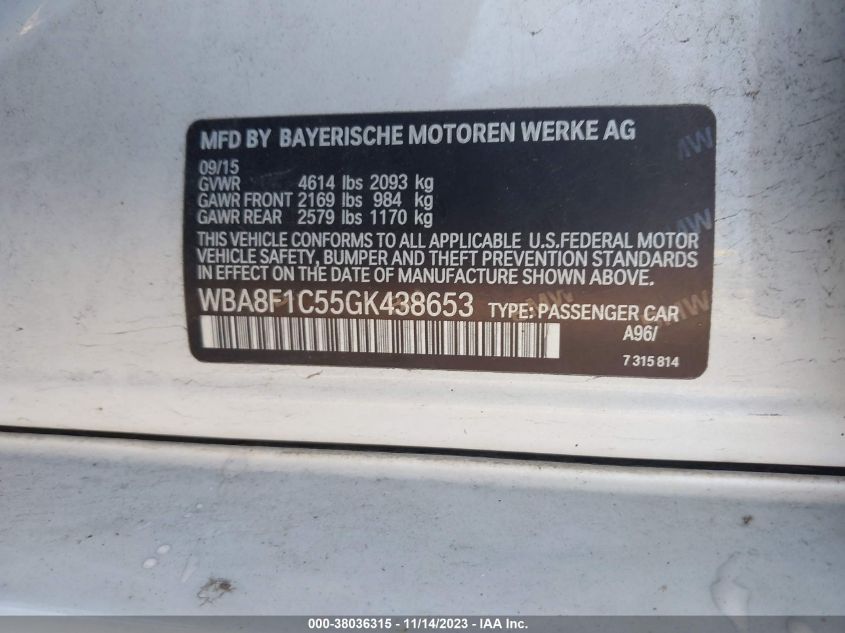 MFD BY BAYERISCHE MOTOREN WERKE AG
09/15
GVWR 4614 lbs 2093 kg
GAWR FRONT 2169 lbs 984 kg
GAWR REAR 2579 lbs 1170 kg
THIS VEHICLE CONFORMS TO ALL APPLICABLE U.S.FEDERAL MOTOR
VEHICLE SAFETY, BUMPER AND THEFT PREVENTION STANDARDS
IN EFFECT ON THE DATE OF MANUFACTURE SHOWN ABOVE.
WBA8F1C55GK438653 TYPE: PASSENGER CAR
A96/
7 315 814
000-38036315 - 11/14/2023 - Copyright IAA, Inc.